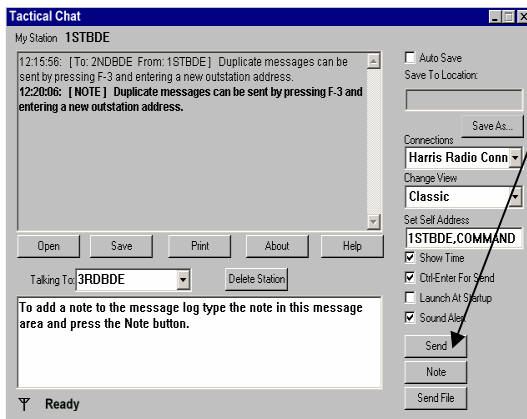 Tactical Chat
My Station 1STBDE
12:15:56: [To: 2NDBDE From: 1STBDE] Duplicate messages can be
sent by pressing F-3 and entering a new outstation address.
12:20:06: [NOTE] Duplicate messages can be sent by pressing F-3 and
entering a new outstation address.
Auto Save
Save To Location:
Save As...
Connections
Harris Radio Conn
Change View
Classic
Set Self Address
1STBDE,COMMAND
Show Time
Ctrl-Enter For Send
Launch At Startup
Sound Alert
Open Save Print About Help
Talking To: 3RDBDE Delete Station
To add a note to the message log type the note in this message
area and press the Note button.
Send
Note
Send File
Ready